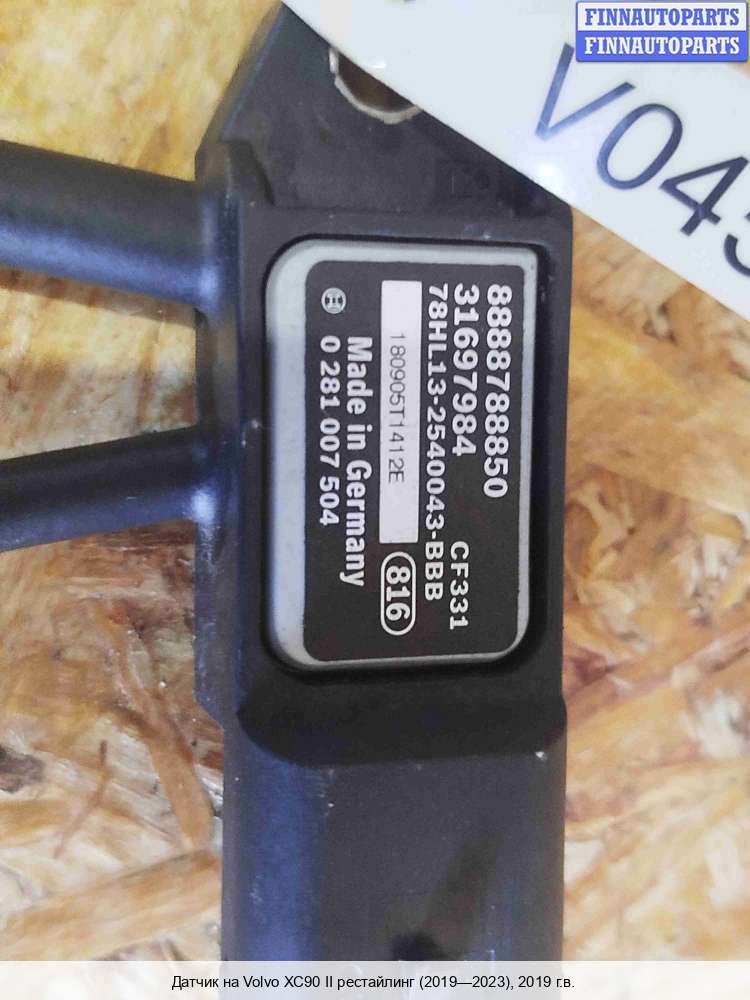 FINNAUTOPARTS
FINNAUTOPARTS
V04
8888788850
31697984 CF331
78HL13-2540043-BBB
180905T1412E 816
Made in Germany
0 281 007 504
Датчик на Volvo XC90 II рестайлинг (2019—2023), 2019 г.в.